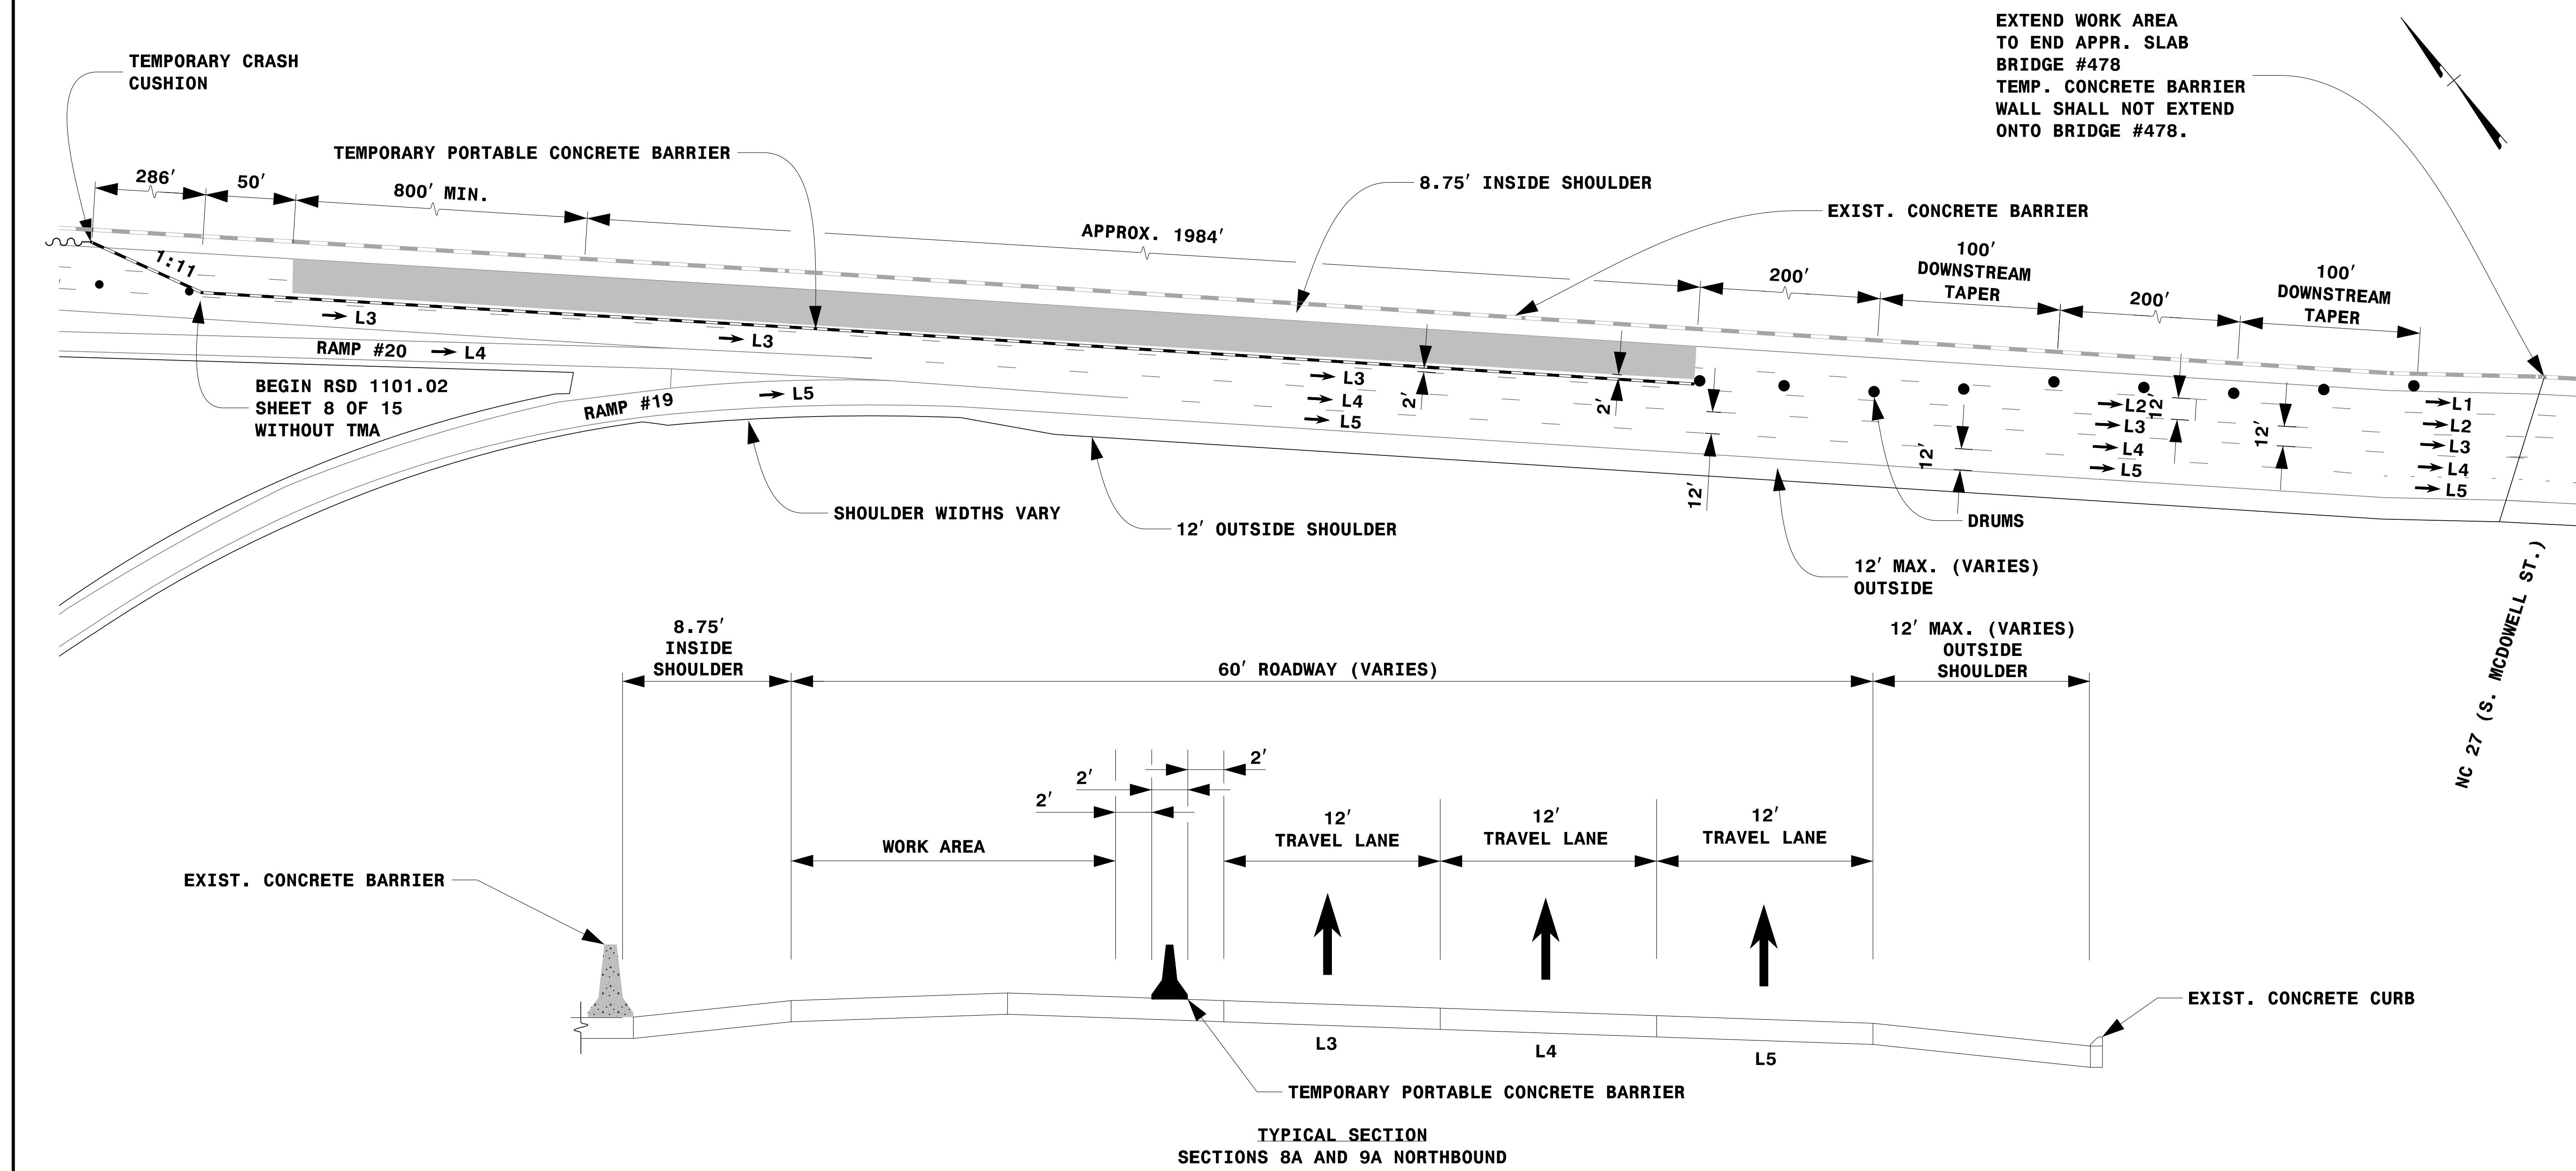 EXTEND WORK AREA
TO END APPR. SLAB
BRIDGE #478
TEMP. CONCRETE BARRIER
WALL SHALL NOT EXTEND
ONTO BRIDGE #478.
TEMPORARY CRASH
CUSHION
TEMPORARY PORTABLE CONCRETE BARRIER
286'
50'
800' MIN.
APPROX. 1984'
8.75' INSIDE SHOULDER
EXIST. CONCRETE BARRIER
200'
100'
DOWNSTREAM
TAPER
200'
100'
DOWNSTREAM
TAPER
1:11
L3
L3
RAMP #20
L4
BEGIN RSD 1101.02
SHEET 8 OF 15
WITHOUT TMA
RAMP #19
L5
L3
L4
L5
2'
2'
12'
12'
L2
L3
L4
L5
12'
12'
L1
L2
L3
L4
L5
SHOULDER WIDTHS VARY
12' OUTSIDE SHOULDER
DRUMS
12' MAX. (VARIES)
OUTSIDE
NC 27 (S. MCDOWELL ST.)
8.75'
INSIDE
SHOULDER
60' ROADWAY (VARIES)
12' MAX. (VARIES)
OUTSIDE
SHOULDER
2'
2'
2'
WORK AREA
12'
TRAVEL LANE
12'
TRAVEL LANE
12'
TRAVEL LANE
EXIST. CONCRETE BARRIER
EXIST. CONCRETE CURB
L3
L4
L5
TEMPORARY PORTABLE CONCRETE BARRIER
TYPICAL SECTION
SECTIONS 8A AND 9A NORTHBOUND